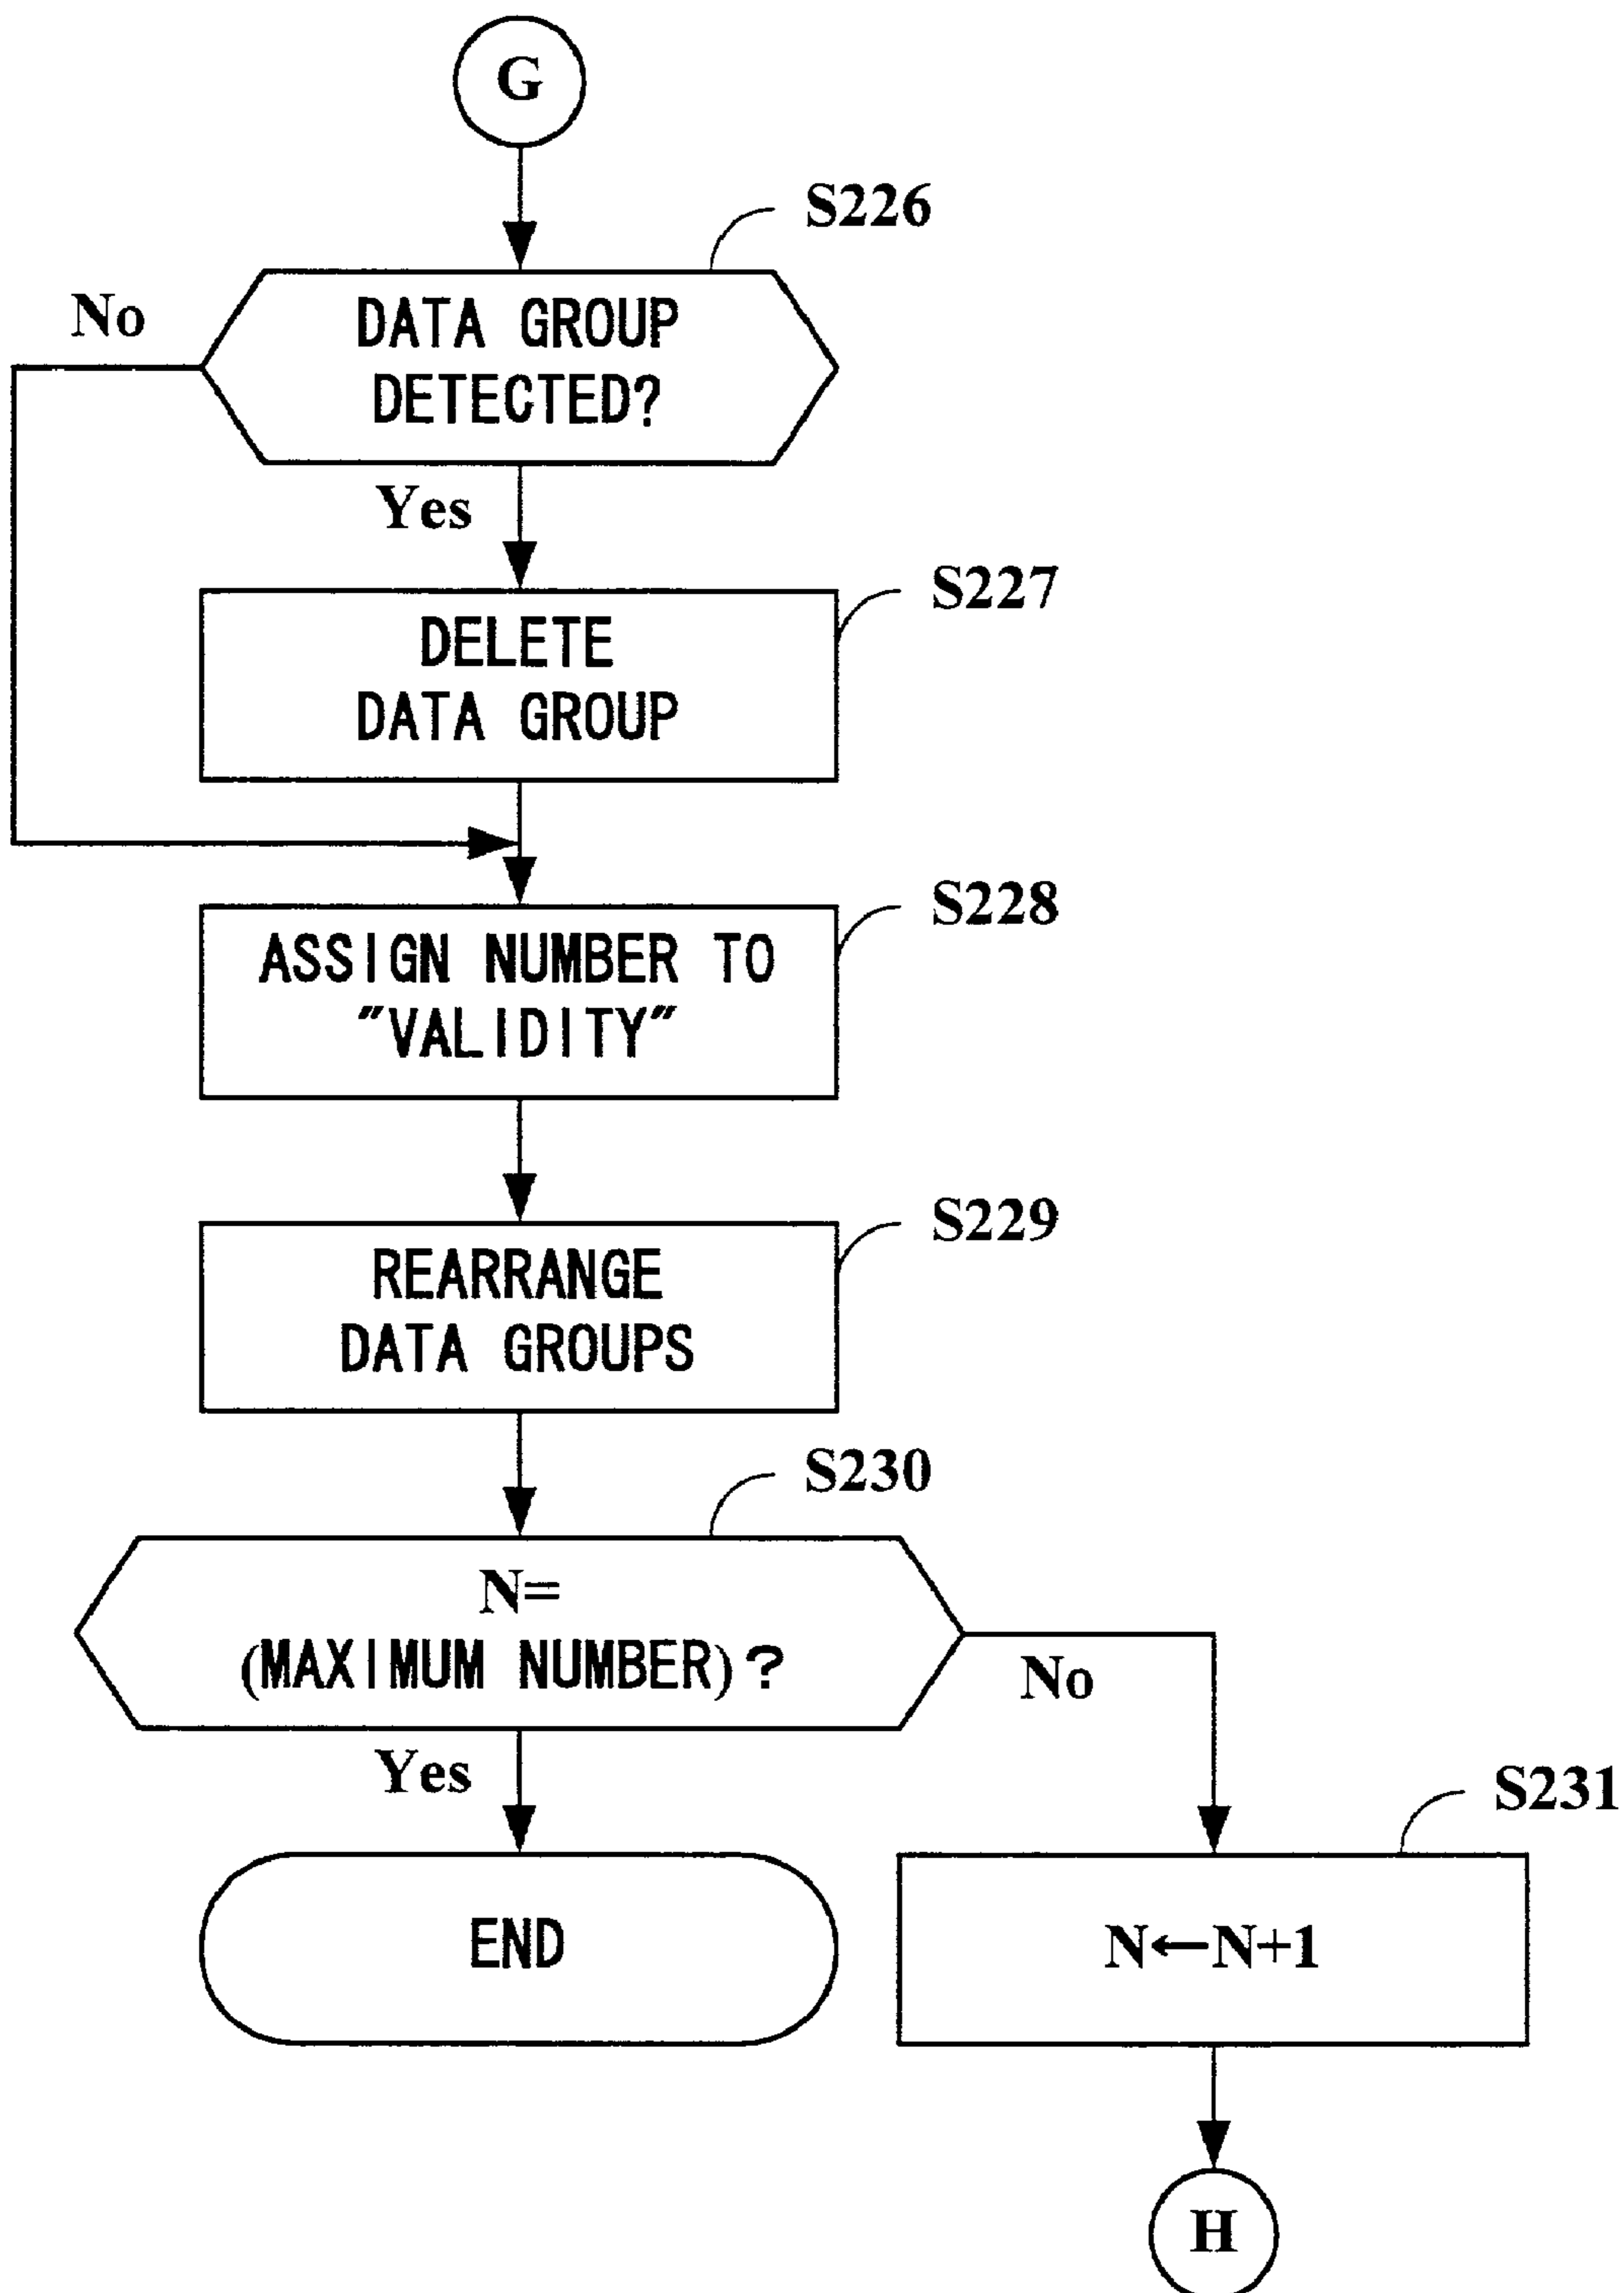 G
S226
No
DATA GROUP
DETECTED?
Yes
S227
DELETE
DATA GROUP
S228
ASSIGN NUMBER TO
"VALIDITY"
S229
REARRANGE
DATA GROUPS
S230
N=
(MAXIMUM NUMBER)?
No
Yes
S231
END
N←N+1
H